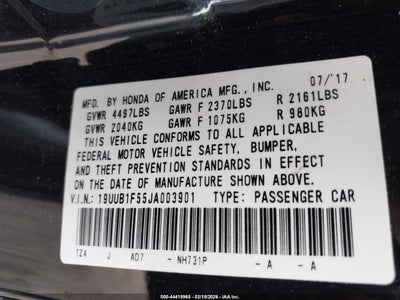 MFD. BY HONDA OF AMERICA MFG., INC. 07/'17
GVWR 4497LBS GAWR F 2370LBS R 2161LBS
GVWR 2040KG GAWR F 1075KG R 980KG
THIS VEHICLE CONFORMS TO ALL APPLICABLE
FEDERAL MOTOR VEHICLE SAFETY, BUMPER,
AND THEFT PREVENTION STANDARDS IN EFFECT
ON THE DATE OF MANUFACTURE SHOWN ABOVE.
V.I.N.: 19UUB1F55JA003901 TYPE: PASSENGER CAR
TZ4 J AD7 - NH731P - A - A
000-44418965 - 02/18/2026 - IAAI.COM